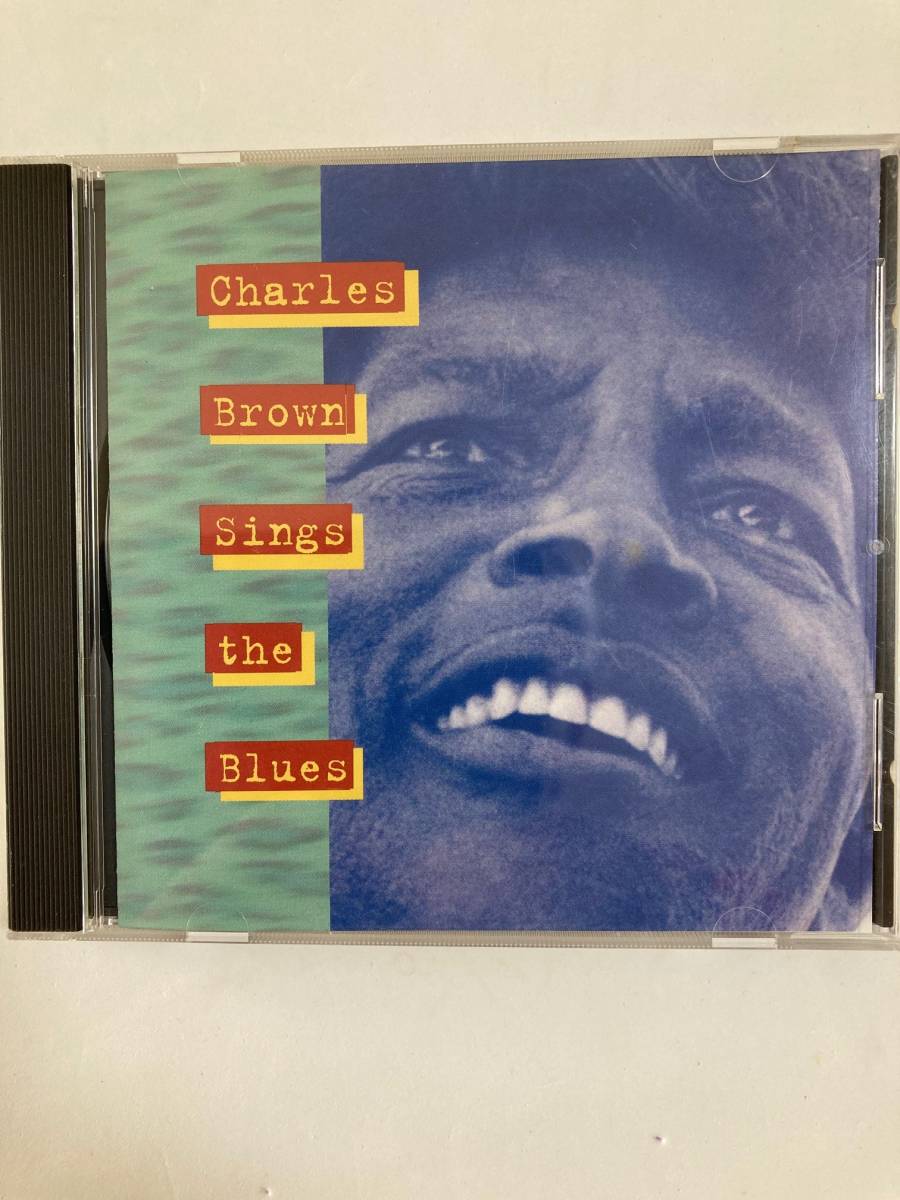 Charles
Brown
Sings
the
Blues